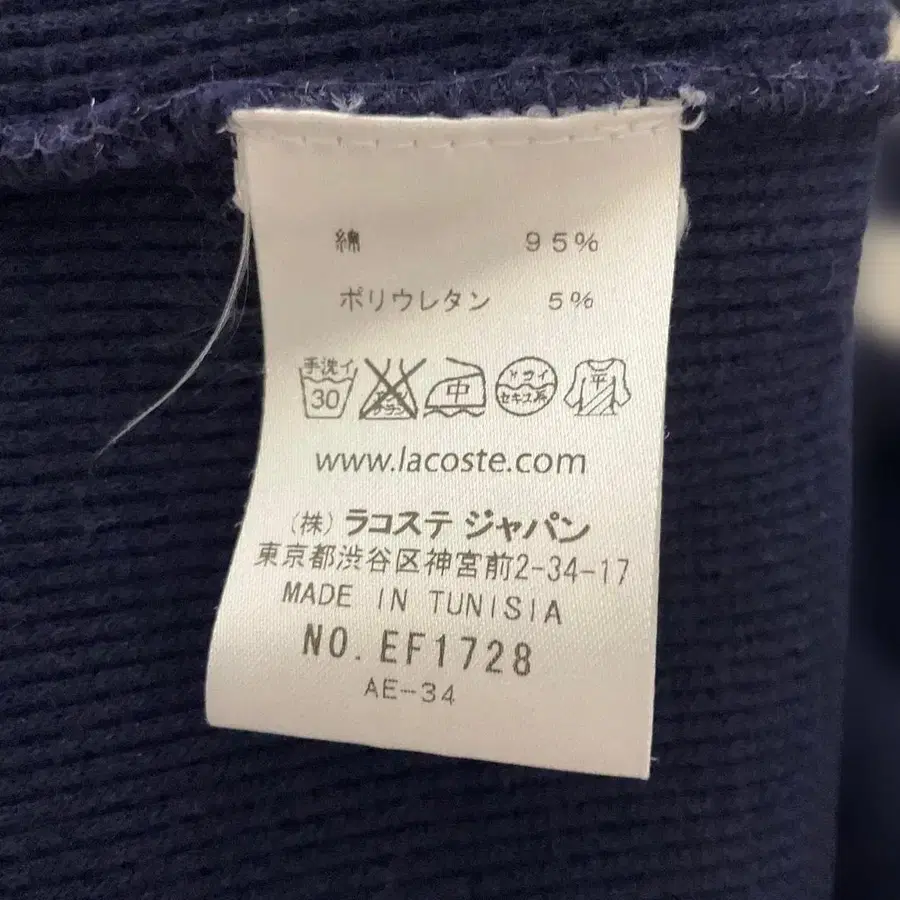 綿 95%
ポリウレタン 5%
手洗イ 30 中 ドライ セキユ系 平
www.lacoste.com
(株) ラコステ ジャパン
東京都渋谷区神宮前2-34-17
MADE IN TUNISIA
NO. EF1728
AE-34